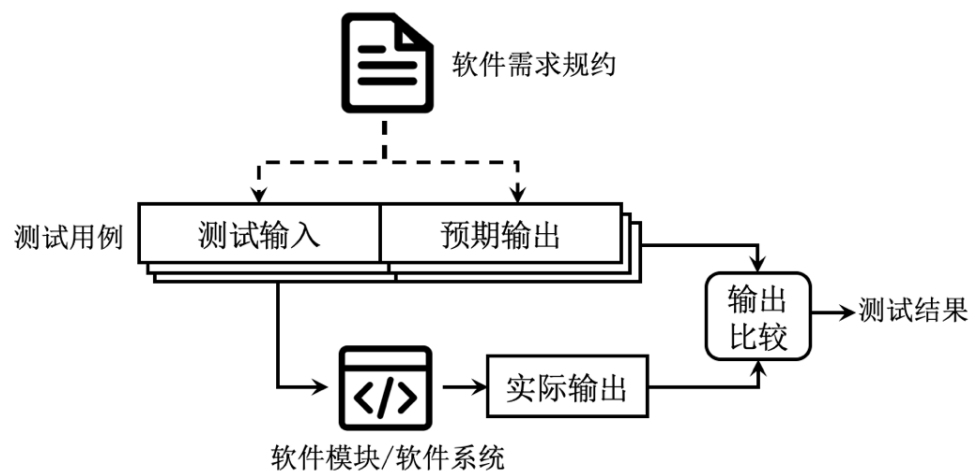 软件需求规约
测试用例
测试输入
预期输出
输出
比较
测试结果
</>
实际输出
软件模块/软件系统